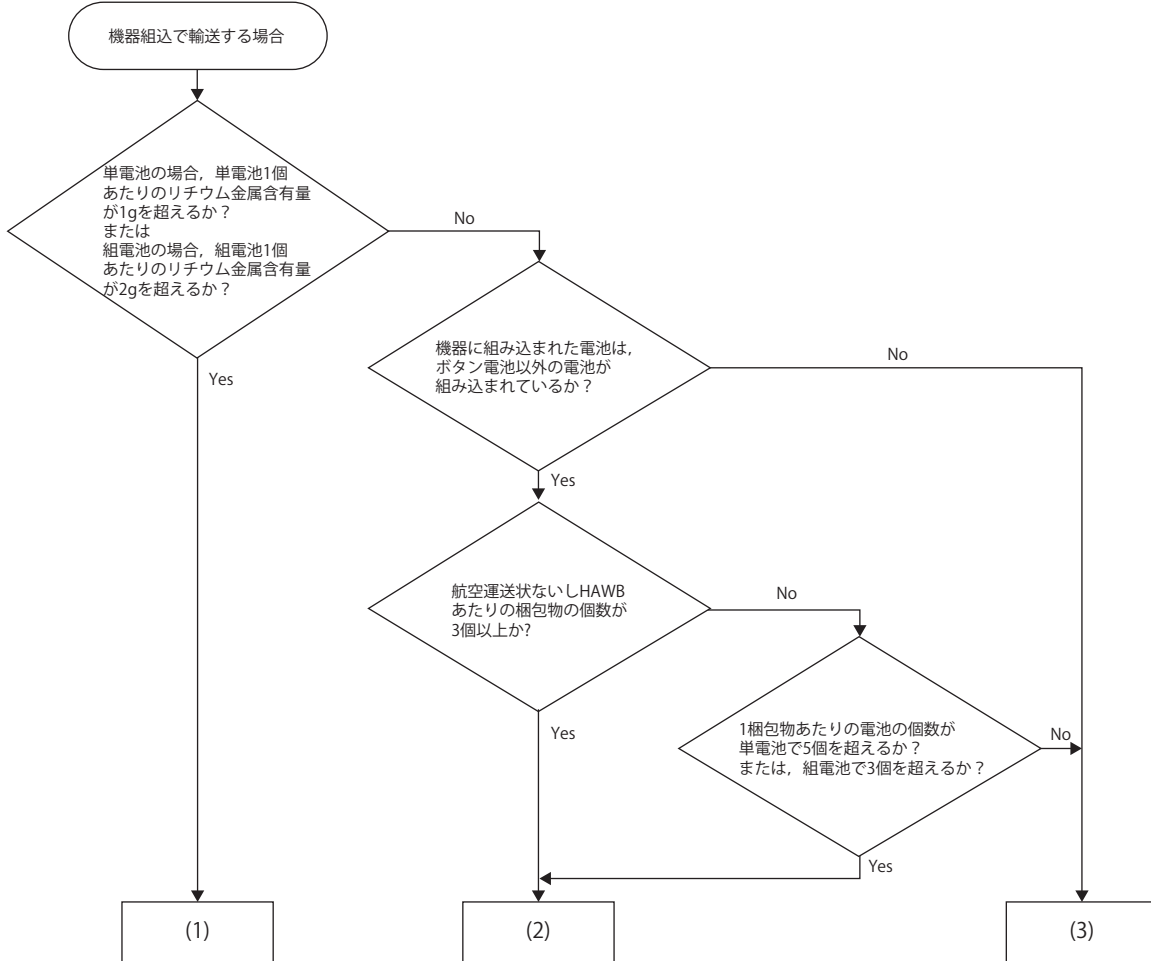 機器組込で輸送する場合
単電池の場合，単電池1個
あたりのリチウム金属含有量
が1gを超えるか？
または
組電池の場合，組電池1個
あたりのリチウム金属含有量
が2gを超えるか？
No
Yes
機器に組み込まれた電池は，
ボタン電池以外の電池が
組み込まれているか？
No
Yes
航空運送状ないしHAWB
あたりの梱包物の個数が
3個以上か?
No
Yes
1梱包物あたりの電池の個数が
単電池で5個を超えるか？
または，組電池で3個を超えるか？
No
Yes
(1)
(2)
(3)